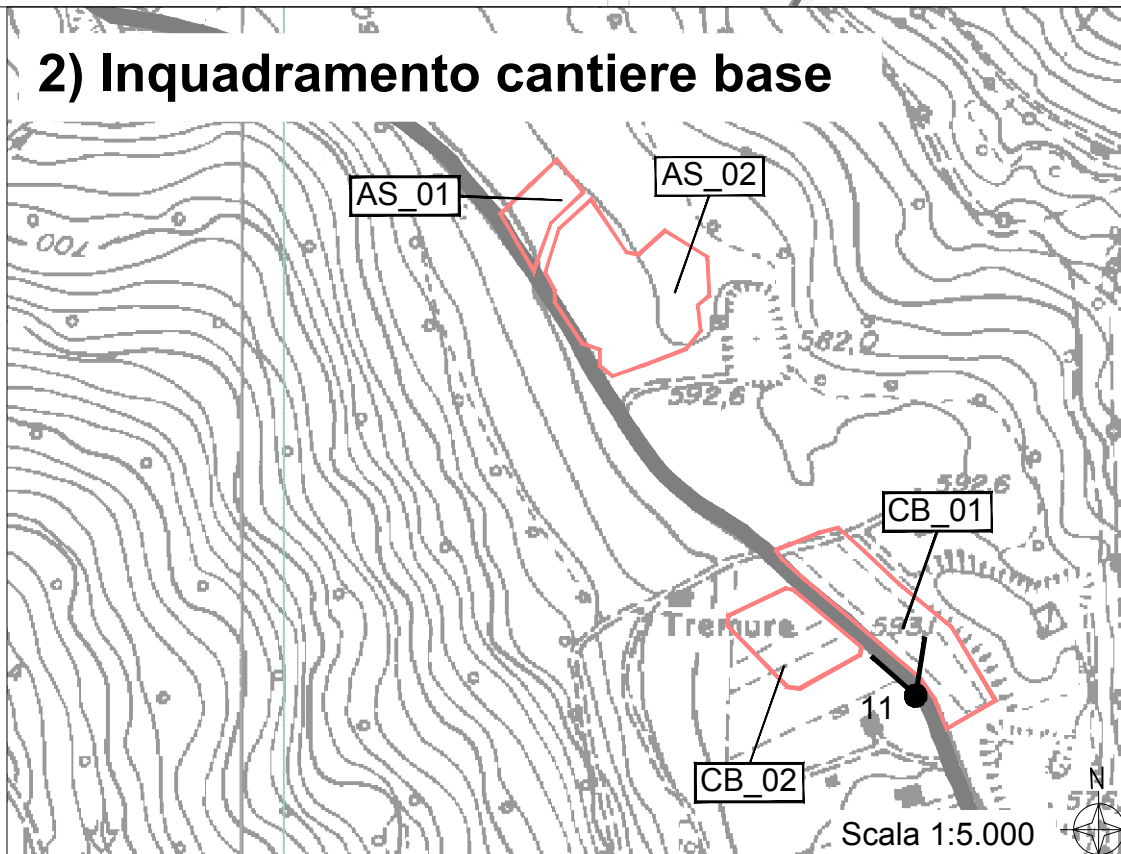 2) Inquadramento cantiere base
AS_01
AS_02
700
582,0
592,6
592,6
CB_01
Tremure
593,1
11
CB_02
N
Scala 1:5.000